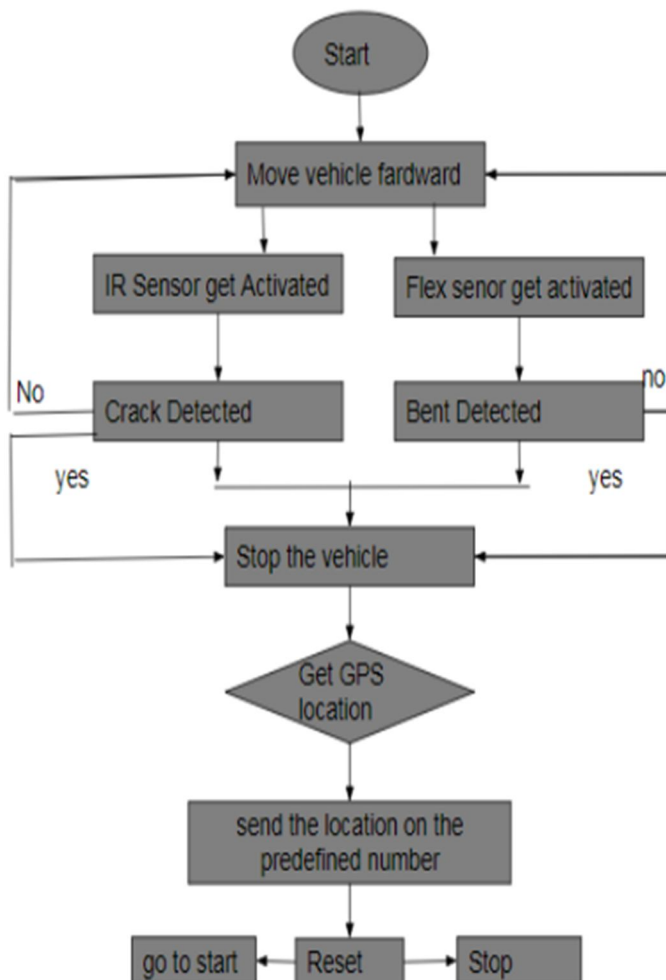 Start
Move vehicle fardward
IR Sensor get Activated
Flex senor get activated
No
Crack Detected
Bent Detected
no
yes
yes
Stop the vehicle
Get GPS
location
send the location on the
predefined number
go to start
Reset
Stop